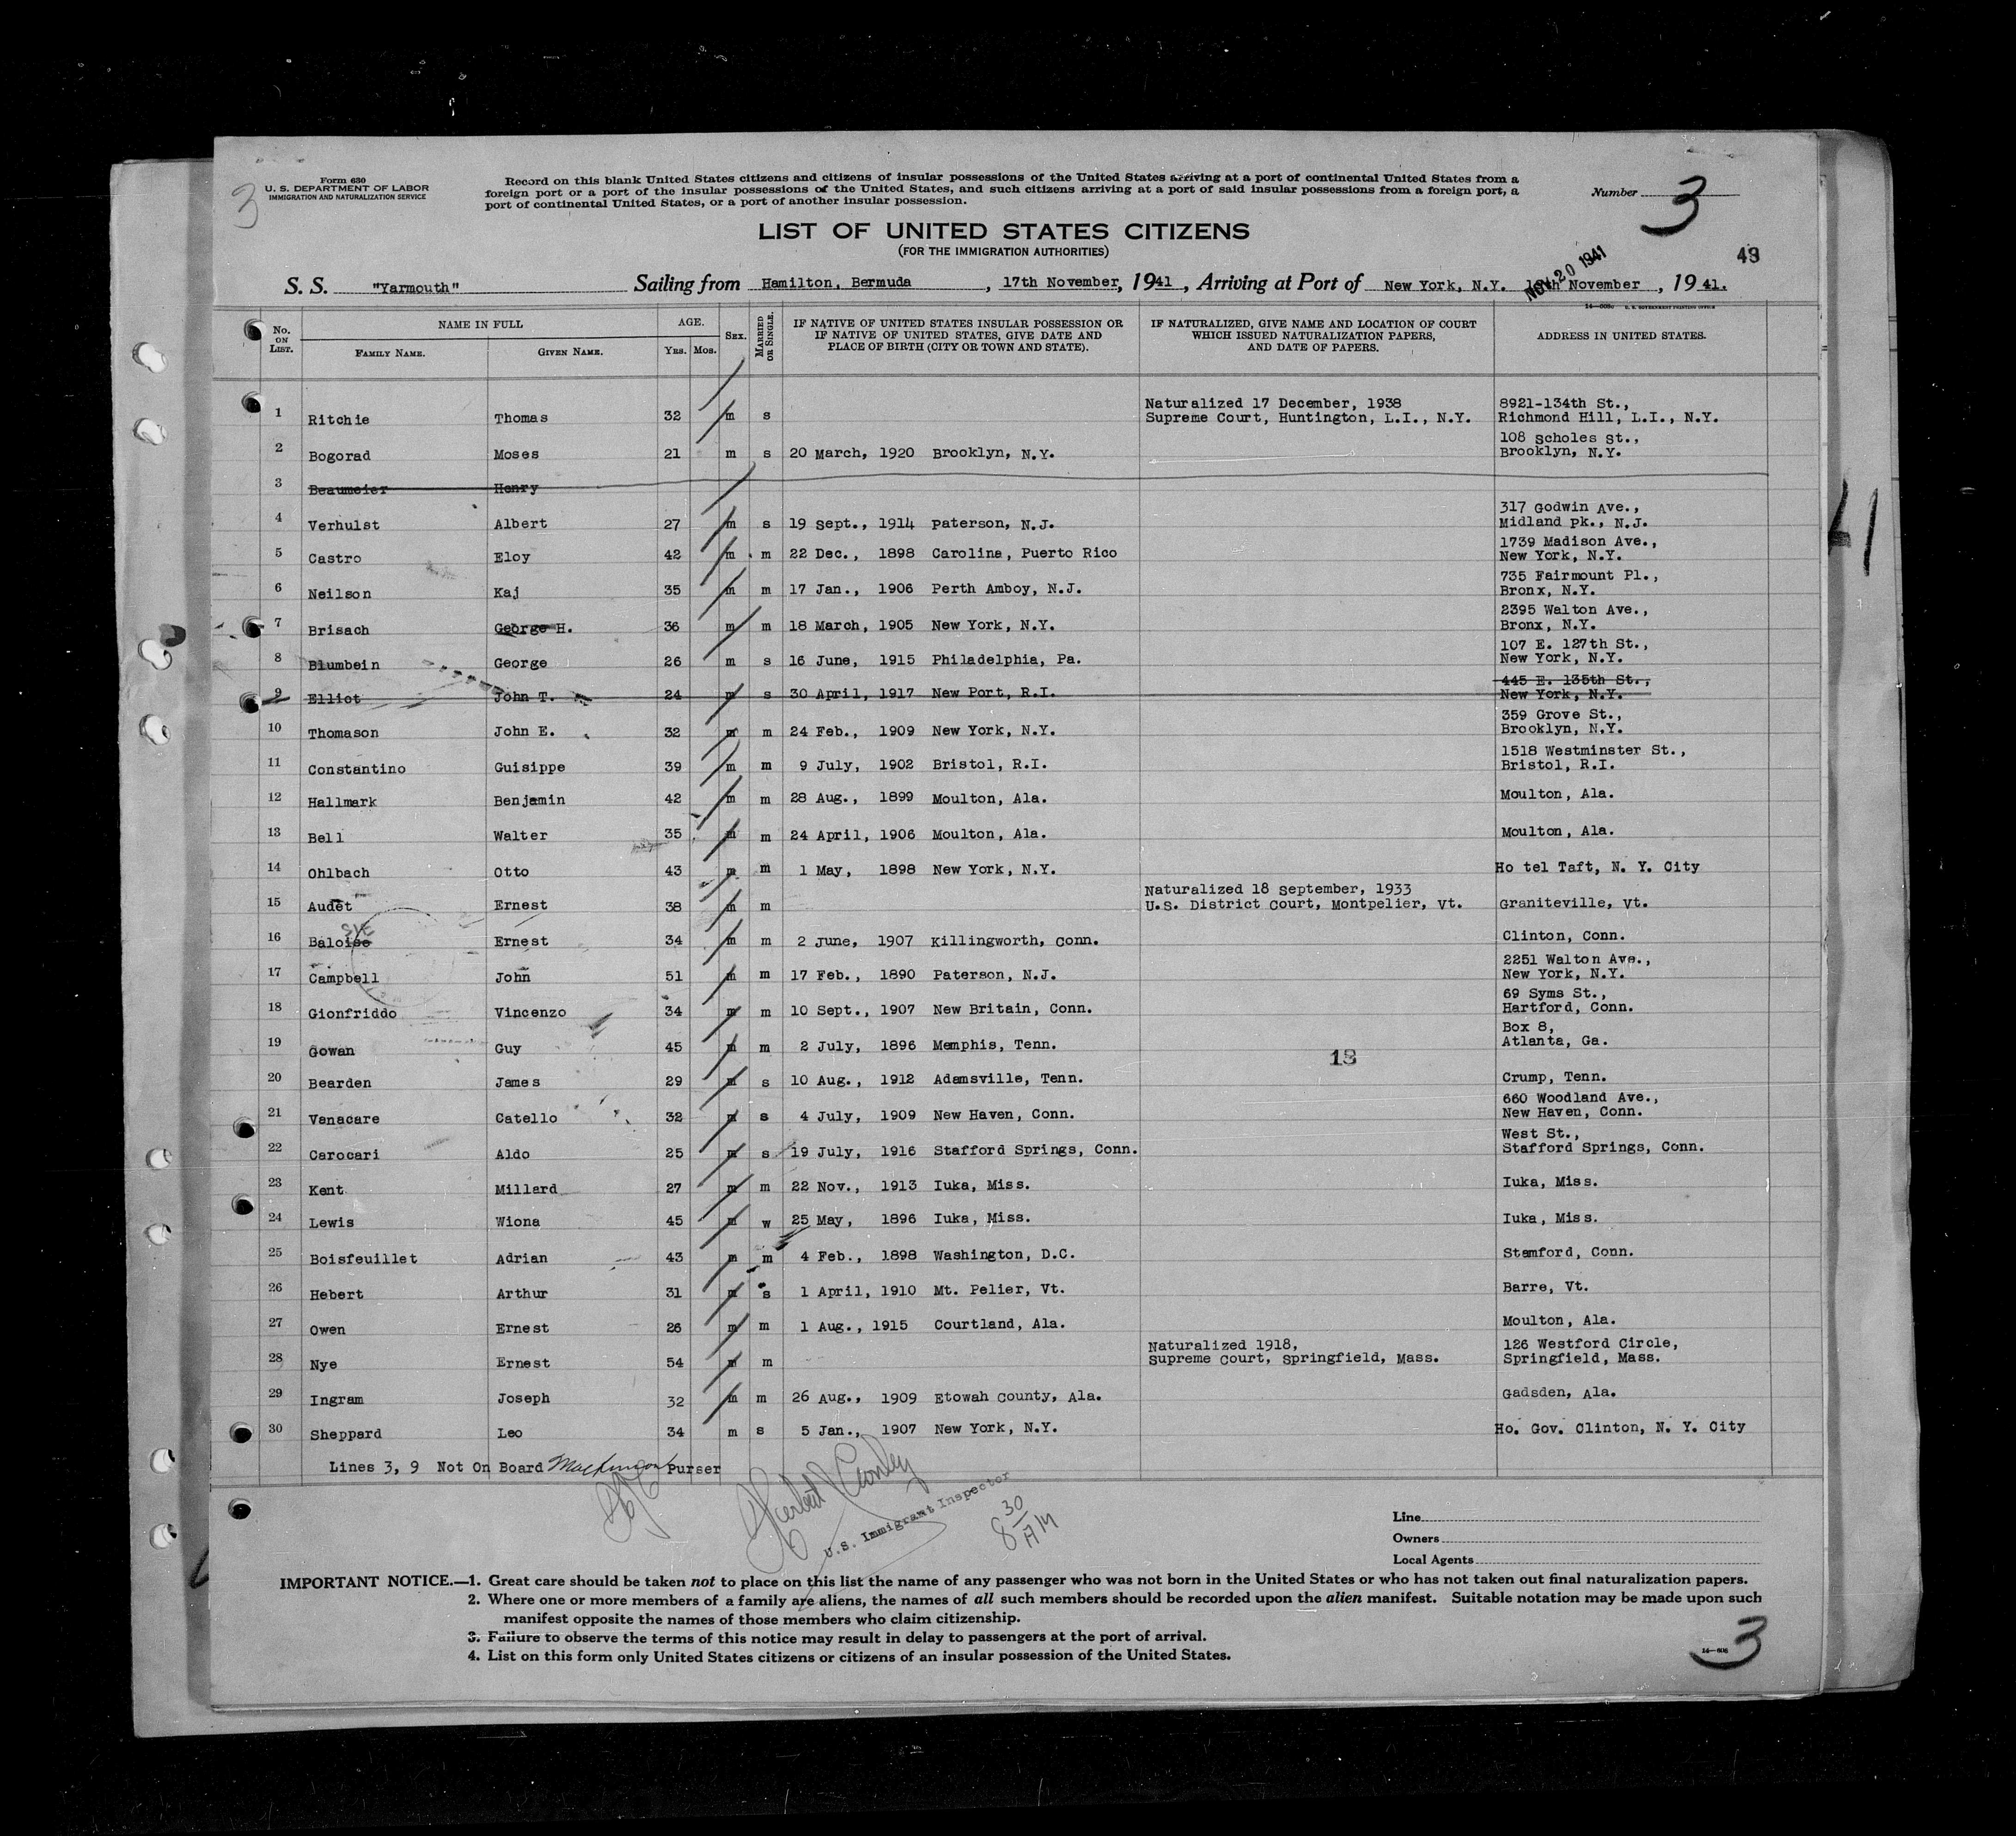 3
Form 630
U. S. DEPARTMENT OF LABOR
IMMIGRATION AND NATURALIZATION SERVICE
Record on this blank United States citizens and citizens of insular possessions of the United States arriving at a port of continental United States from a
foreign port or a port of the insular possessions of the United States, and such citizens arriving at a port of said insular possessions from a foreign port, a
port of continental United States, or a port of another insular possession.
Number 3
LIST OF UNITED STATES CITIZENS
(FOR THE IMMIGRATION AUTHORITIES)
NOV 20 1941
43
S. S. "Yarmouth" Sailing from Hamilton, Bermuda, 17th November, 1941, Arriving at Port of New York, N.Y. November, 1941.
No. ON LIST. NAME IN FULL FAMILY NAME. GIVEN NAME. AGE. YRS. MOS. SEX. MARRIED OR SINGLE. IF NATIVE OF UNITED STATES INSULAR POSSESSION OR IF NATIVE OF UNITED STATES, GIVE DATE AND PLACE OF BIRTH (CITY OR TOWN AND STATE). IF NATURALIZED, GIVE NAME AND LOCATION OF COURT WHICH ISSUED NATURALIZATION PAPERS, AND DATE OF PAPERS. ADDRESS IN UNITED STATES.
1 Ritchie Thomas 32 m s Naturalized 17 December, 1938 Supreme Court, Huntington, L.I., N.Y. 8921-134th St., Richmond Hill, L.I., N.Y.
2 Bogorad Moses 21 m s 20 March, 1920 Brooklyn, N.Y. 108 Scholes St., Brooklyn, N.Y.
3 Beaumeier Henry
4 Verhulst Albert 27 m s 19 Sept., 1914 Paterson, N.J. 317 Godwin Ave., Midland Pk., N.J.
5 Castro Eloy 42 m m 22 Dec., 1898 Carolina, Puerto Rico 1739 Madison Ave., New York, N.Y.
6 Neilson Kaj 35 m m 17 Jan., 1906 Perth Amboy, N.J. 735 Fairmount Pl., Bronx, N.Y.
7 Brisach George H. 36 m m 18 March, 1905 New York, N.Y. 2395 Walton Ave., Bronx, N.Y.
8 Blumbein George 26 m s 16 June, 1915 Philadelphia, Pa. 107 E. 127th St., New York, N.Y.
9 Elliot John T. 24 m s 30 April, 1917 New Port, R.I. 445 E. 135th St., New York, N.Y.
10 Thomason John E. 32 m m 24 Feb., 1909 New York, N.Y. 359 Grove St., Brooklyn, N.Y.
11 Constantino Guisippe 39 m m 9 July, 1902 Bristol, R.I. 1518 Westminster St., Bristol, R.I.
12 Hallmark Benjamin 42 m m 28 Aug., 1899 Moulton, Ala. Moulton, Ala.
13 Bell Walter 35 m m 24 April, 1906 Moulton, Ala. Moulton, Ala.
14 Ohlbach Otto 43 m m 1 May, 1898 New York, N.Y. Ho tel Taft, N. Y. City
15 Audet Ernest 38 m m Naturalized 18 September, 1933 U.S. District Court, Montpelier, Vt. Graniteville, Vt.
16 Baloise Ernest 34 m m 2 June, 1907 Killingworth, Conn. Clinton, Conn.
17 Campbell John 51 m m 17 Feb., 1890 Paterson, N.J. 2251 Walton Ave., New York, N.Y.
18 Gionfriddo Vincenzo 34 m m 10 Sept., 1907 New Britain, Conn. 69 Syms St., Hartford, Conn.
19 Gowan Guy 45 m m 2 July, 1896 Memphis, Tenn. Box 8, Atlanta, Ga.
13
20 Bearden James 29 m s 10 Aug., 1912 Adamsville, Tenn. Crump, Tenn.
21 Vanacare Catello 32 m s 4 July, 1909 New Haven, Conn. 660 Woodland Ave., New Haven, Conn.
22 Carocari Aldo 25 m s 19 July, 1916 Stafford Springs, Conn. West St., Stafford Springs, Conn.
23 Kent Millard 27 m m 22 Nov., 1913 Iuka, Miss. Iuka, Miss.
24 Lewis Wiona 45 m w 25 May, 1896 Iuka, Miss. Iuka, Miss.
25 Boisfeuillet Adrian 43 m m 4 Feb., 1898 Washington, D.C. Stamford, Conn.
26 Hebert Arthur 31 m s 1 April, 1910 Mt. Pelier, Vt. Barre, Vt.
27 Owen Ernest 26 m m 1 Aug., 1915 Courtland, Ala. Moulton, Ala.
28 Nye Ernest 54 m m Naturalized 1918, Supreme Court, Springfield, Mass. 126 Westford Circle, Springfield, Mass.
29 Ingram Joseph 32 m m 26 Aug., 1909 Etowah County, Ala. Gadsden, Ala.
30 Sheppard Leo 34 m s 5 Jan., 1907 New York, N.Y. Ho. Gov. Clinton, N. Y. City
Lines 3, 9 Not On Board Purser
U.S. Immigrant Inspector
8 30 AM
Line
Owners
Local Agents
IMPORTANT NOTICE.—1. Great care should be taken not to place on this list the name of any passenger who was not born in the United States or who has not taken out final naturalization papers.
2. Where one or more members of a family are aliens, the names of all such members should be recorded upon the alien manifest. Suitable notation may be made upon such
manifest opposite the names of those members who claim citizenship.
3. Failure to observe the terms of this notice may result in delay to passengers at the port of arrival.
4. List on this form only United States citizens or citizens of an insular possession of the United States.
14—606
3